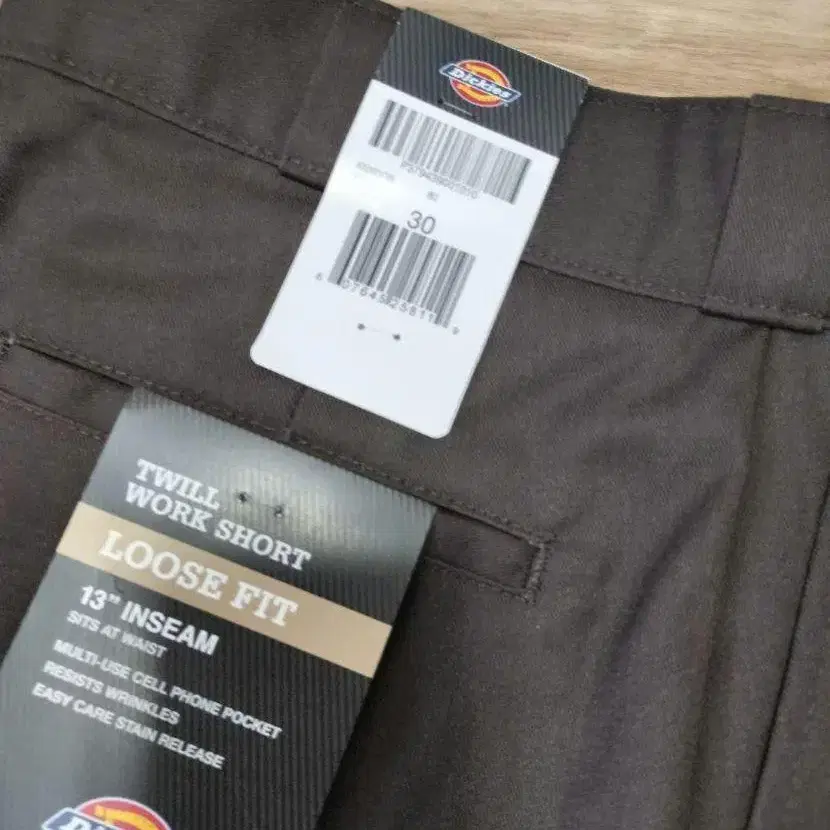 Dickies
30
TWILL
WORK SHORT
LOOSE FIT
13" INSEAM
SITS AT WAIST
MULTI-USE CELL PHONE POCKET
RESISTS WRINKLES
EASY CARE STAIN RELEASE